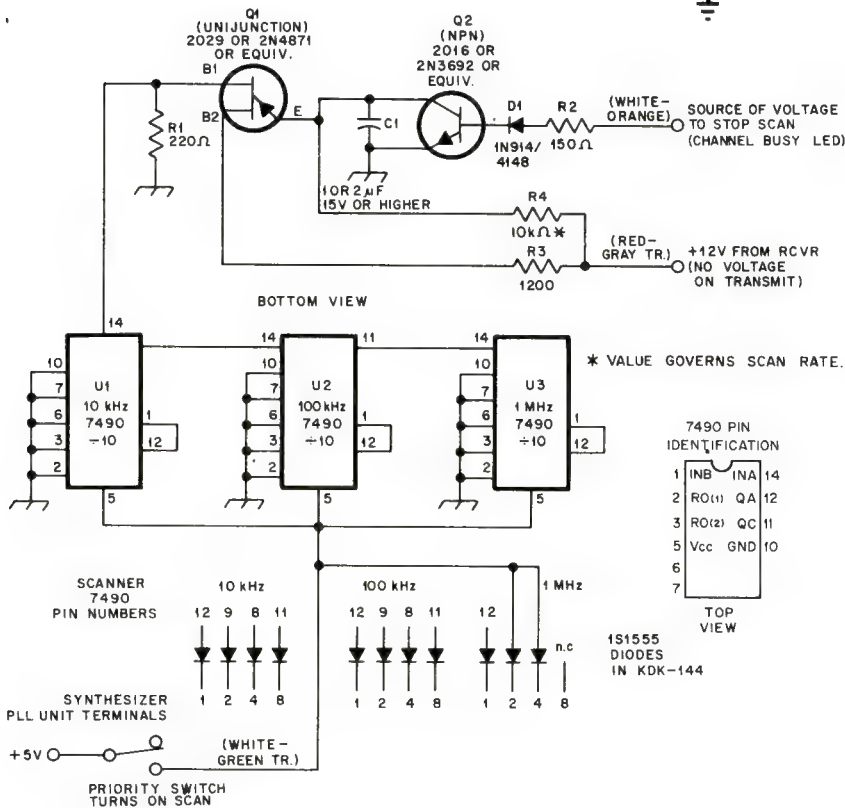 Q1
(UNIJUNCTION)
2029 OR 2N4871
OR EQUIV.
B1
B2
E
R1
220Ω
Q2
(NPN)
2016 OR
2N3692 OR
EQUIV.
C1
1 OR 2 µF
15V OR HIGHER
D1
1N914/
4148
R2
150Ω
(WHITE-
ORANGE)
SOURCE OF VOLTAGE
TO STOP SCAN
(CHANNEL BUSY LED)
R4
10kΩ*
R3
1200
(RED-
GRAY TR.)
+12V FROM RCVR
(NO VOLTAGE
ON TRANSMIT)
BOTTOM VIEW
14
10
7
6
3
2
U1
10 kHz
7490
÷10
1
12
5
14
10
7
6
3
2
U2
100kHz
7490
÷10
11
1
12
5
14
10
7
6
3
2
U3
1 MHz
7490
÷10
1
12
5
* VALUE GOVERNS SCAN RATE.
7490 PIN
IDENTIFICATION
1 INB INA 14
2 RO(1) QA 12
3 RO(2) QC 11
5 Vcc GND 10
6
7
TOP
VIEW
SCANNER
7490
PIN NUMBERS
10 kHz
12 9 8 11
1 2 4 8
100 kHz
12 9 8 11
1 2 4 8
1 MHz
12
n.c
1 2 4 8
1S1555
DIODES
IN KDK-144
SYNTHESIZER
PLL UNIT TERMINALS
+5V
(WHITE-
GREEN TR.)
PRIORITY SWITCH
TURNS ON SCAN